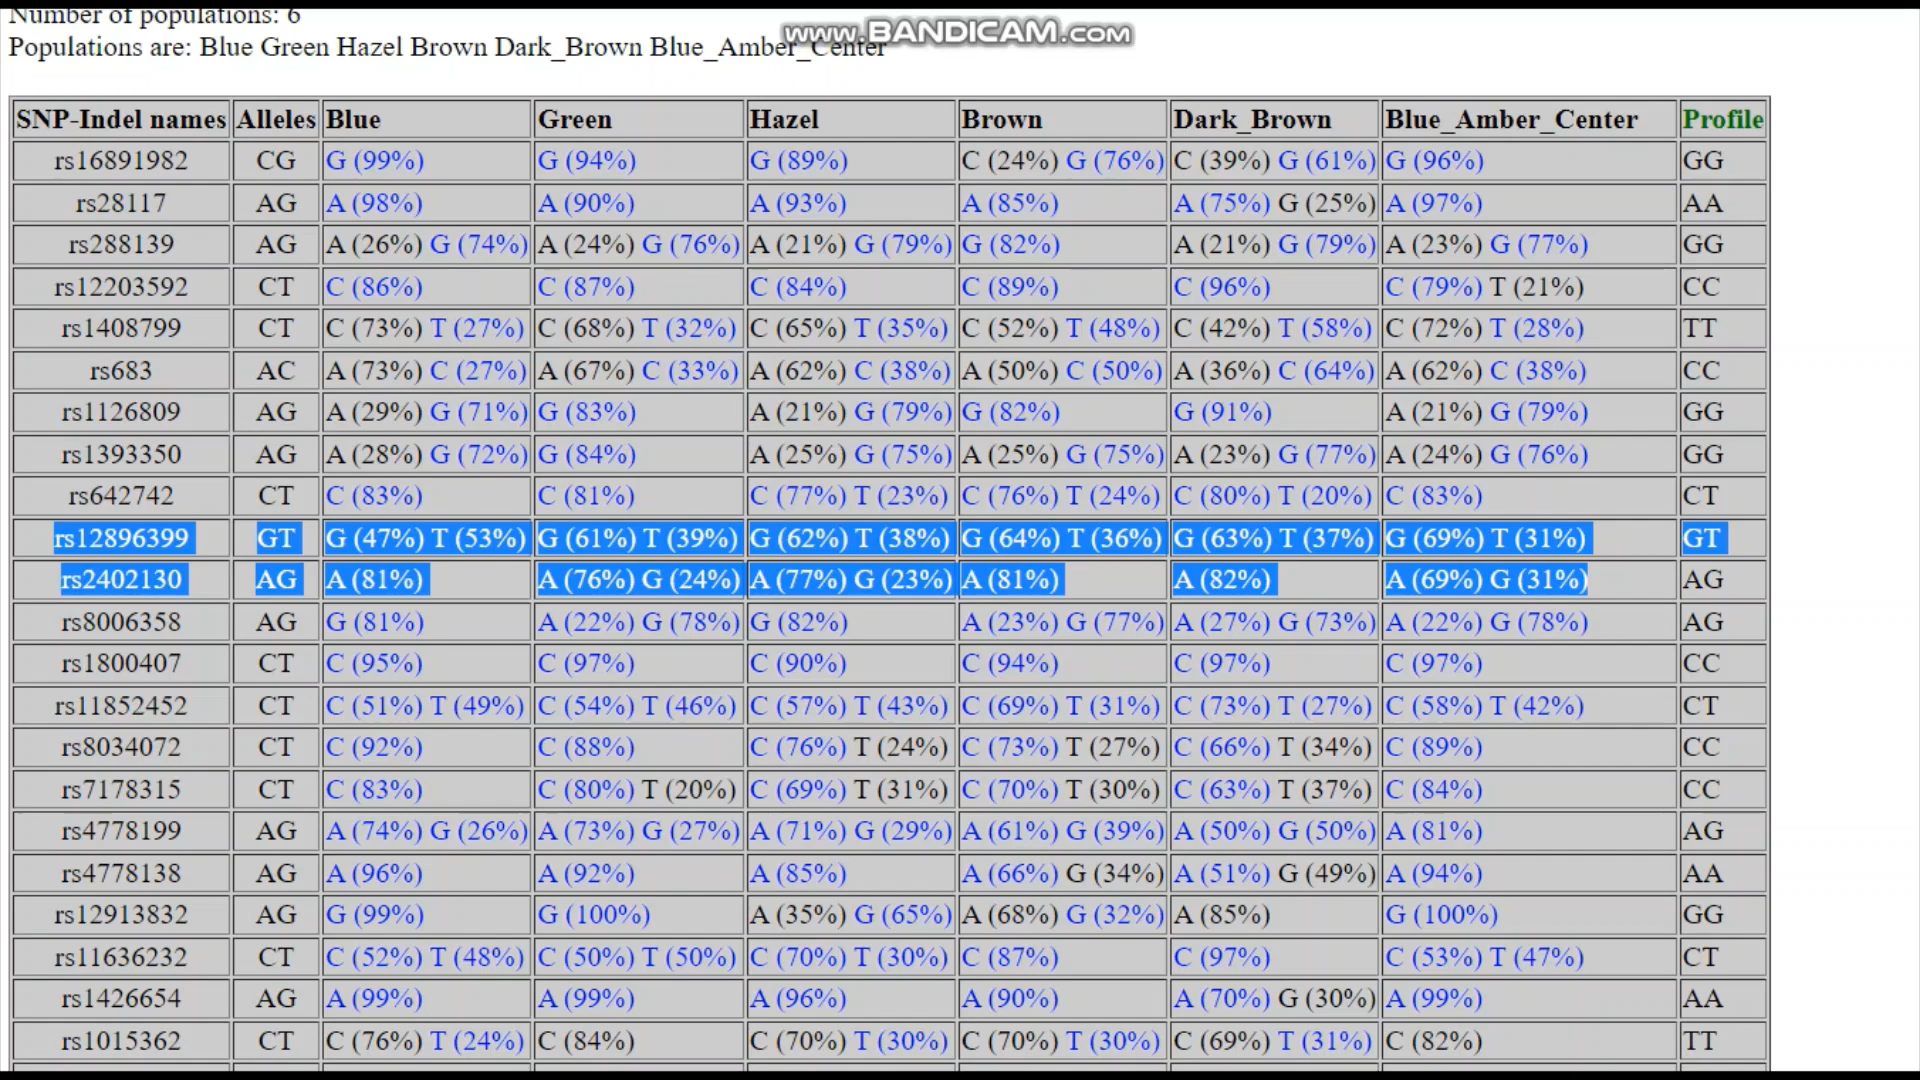 Number of populations: 6
www.BANDICAM.com
Populations are: Blue Green Hazel Brown Dark_Brown Blue_Amber_Center
SNP-Indel names Alleles Blue Green Hazel Brown Dark_Brown Blue_Amber_Center Profile
rs16891982 CG G (99%) G (94%) G (89%) C (24%) G (76%) C (39%) G (61%) G (96%) GG
rs28117 AG A (98%) A (90%) A (93%) A (85%) A (75%) G (25%) A (97%) AA
rs288139 AG A (26%) G (74%) A (24%) G (76%) A (21%) G (79%) G (82%) A (21%) G (79%) A (23%) G (77%) GG
rs12203592 CT C (86%) C (87%) C (84%) C (89%) C (96%) C (79%) T (21%) CC
rs1408799 CT C (73%) T (27%) C (68%) T (32%) C (65%) T (35%) C (52%) T (48%) C (42%) T (58%) C (72%) T (28%) TT
rs683 AC A (73%) C (27%) A (67%) C (33%) A (62%) C (38%) A (50%) C (50%) A (36%) C (64%) A (62%) C (38%) CC
rs1126809 AG A (29%) G (71%) G (83%) A (21%) G (79%) G (82%) G (91%) A (21%) G (79%) GG
rs1393350 AG A (28%) G (72%) G (84%) A (25%) G (75%) A (25%) G (75%) A (23%) G (77%) A (24%) G (76%) GG
rs642742 CT C (83%) C (81%) C (77%) T (23%) C (76%) T (24%) C (80%) T (20%) C (83%) CT
rs12896399 GT G (47%) T (53%) G (61%) T (39%) G (62%) T (38%) G (64%) T (36%) G (63%) T (37%) G (69%) T (31%) GT
rs2402130 AG A (81%) A (76%) G (24%) A (77%) G (23%) A (81%) A (82%) A (69%) G (31%) AG
rs8006358 AG G (81%) A (22%) G (78%) G (82%) A (23%) G (77%) A (27%) G (73%) A (22%) G (78%) AG
rs1800407 CT C (95%) C (97%) C (90%) C (94%) C (97%) C (97%) CC
rs11852452 CT C (51%) T (49%) C (54%) T (46%) C (57%) T (43%) C (69%) T (31%) C (73%) T (27%) C (58%) T (42%) CT
rs8034072 CT C (92%) C (88%) C (76%) T (24%) C (73%) T (27%) C (66%) T (34%) C (89%) CC
rs7178315 CT C (83%) C (80%) T (20%) C (69%) T (31%) C (70%) T (30%) C (63%) T (37%) C (84%) CC
rs4778199 AG A (74%) G (26%) A (73%) G (27%) A (71%) G (29%) A (61%) G (39%) A (50%) G (50%) A (81%) AG
rs4778138 AG A (96%) A (92%) A (85%) A (66%) G (34%) A (51%) G (49%) A (94%) AA
rs12913832 AG G (99%) G (100%) A (35%) G (65%) A (68%) G (32%) A (85%) G (100%) GG
rs11636232 CT C (52%) T (48%) C (50%) T (50%) C (70%) T (30%) C (87%) C (97%) C (53%) T (47%) CT
rs1426654 AG A (99%) A (99%) A (96%) A (90%) A (70%) G (30%) A (99%) AA
rs1015362 CT C (76%) T (24%) C (84%) C (70%) T (30%) C (70%) T (30%) C (69%) T (31%) C (82%) TT